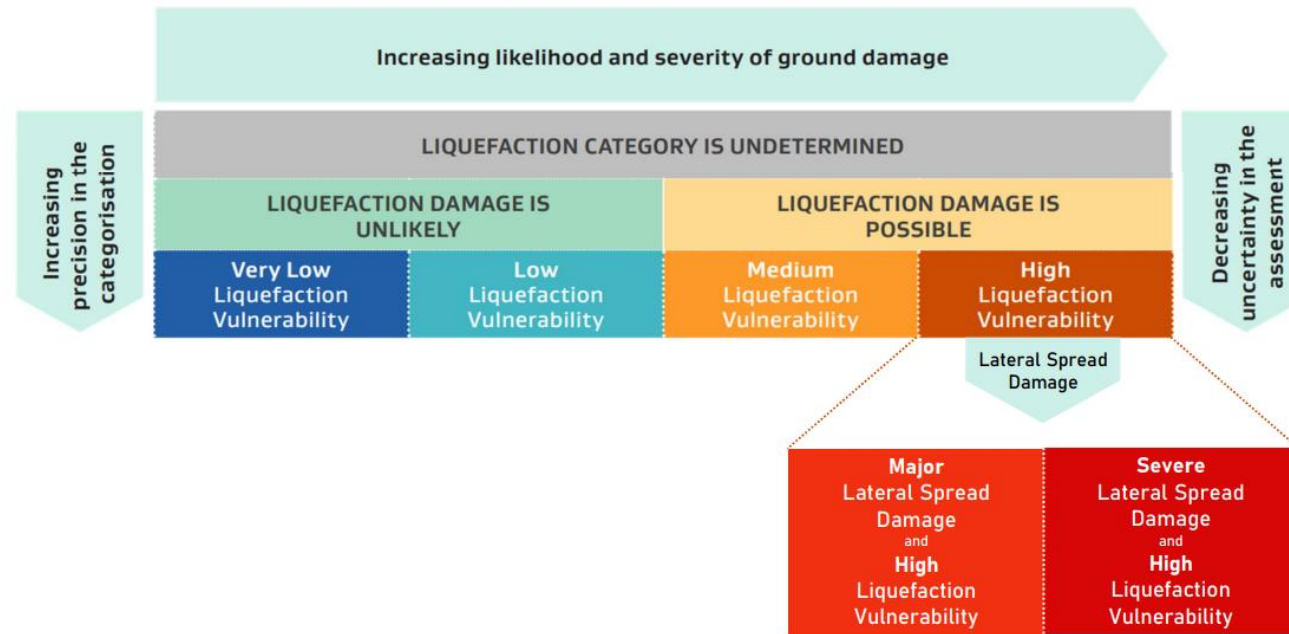 Increasing likelihood and severity of ground damage
Increasing
precision in the
categorisation
LIQUEFACTION CATEGORY IS UNDETERMINED
LIQUEFACTION DAMAGE IS
UNLIKELY
LIQUEFACTION DAMAGE IS
POSSIBLE
Very Low
Liquefaction
Vulnerability
Low
Liquefaction
Vulnerability
Medium
Liquefaction
Vulnerability
High
Liquefaction
Vulnerability
Decreasing
uncertainty in the
assessment
Lateral Spread
Damage
Major
Lateral Spread
Damage
and
High
Liquefaction
Vulnerability
Severe
Lateral Spread
Damage
and
High
Liquefaction
Vulnerability